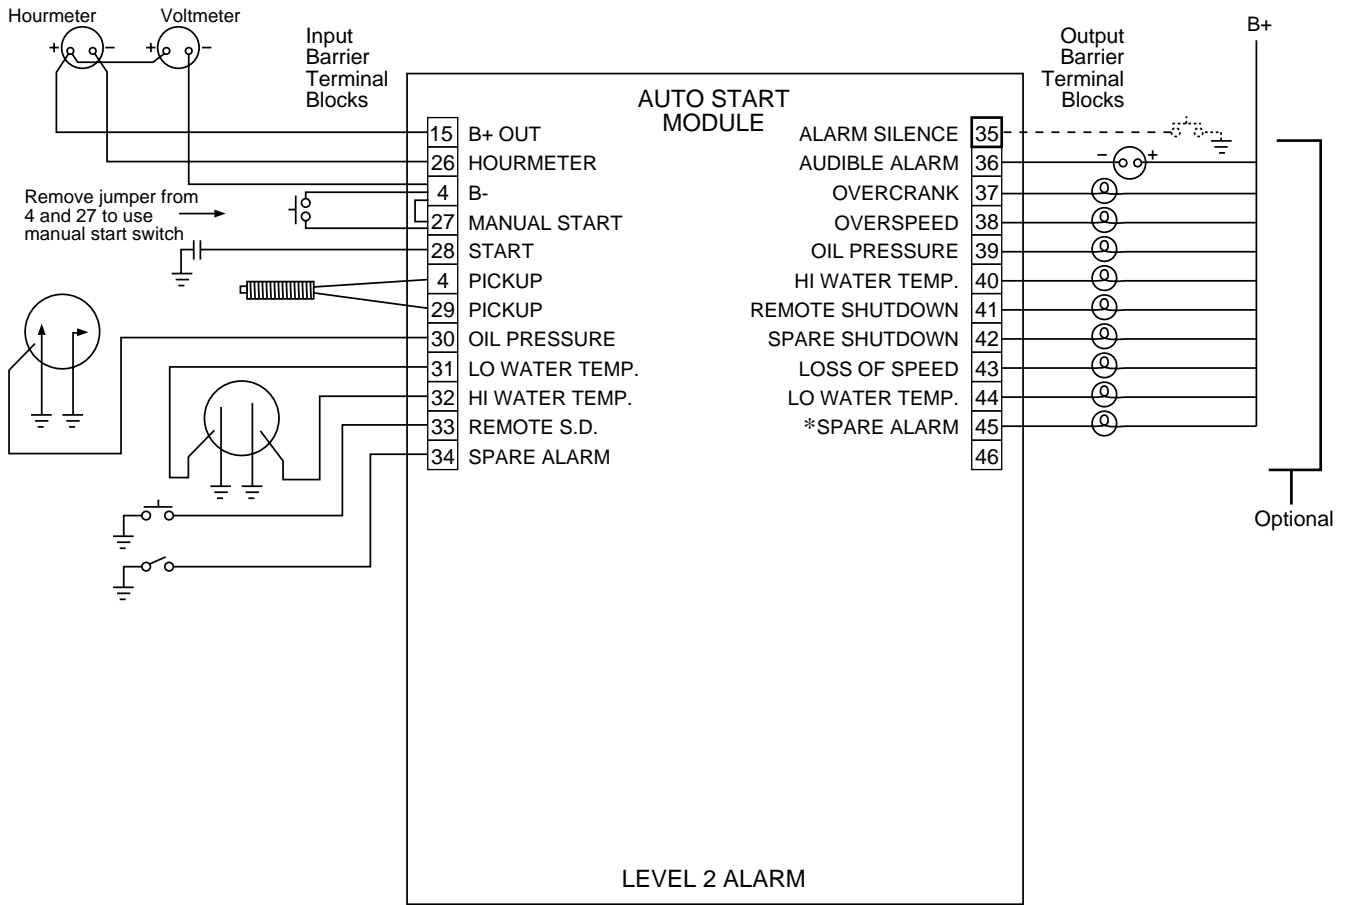 Hourmeter
Voltmeter
+ − + −
Input
Barrier
Terminal
Blocks
Output
Barrier
Terminal
Blocks
B+
AUTO START
MODULE
Remove jumper from
4 and 27 to use
manual start switch
15 B+ OUT
26 HOURMETER
4 B-
27 MANUAL START
28 START
4 PICKUP
29 PICKUP
30 OIL PRESSURE
31 LO WATER TEMP.
32 HI WATER TEMP.
33 REMOTE S.D.
34 SPARE ALARM
ALARM SILENCE 35
AUDIBLE ALARM 36 − +
OVERCRANK 37
OVERSPEED 38
OIL PRESSURE 39
HI WATER TEMP. 40
REMOTE SHUTDOWN 41
SPARE SHUTDOWN 42
LOSS OF SPEED 43
LO WATER TEMP. 44
*SPARE ALARM 45
46
Optional
LEVEL 2 ALARM